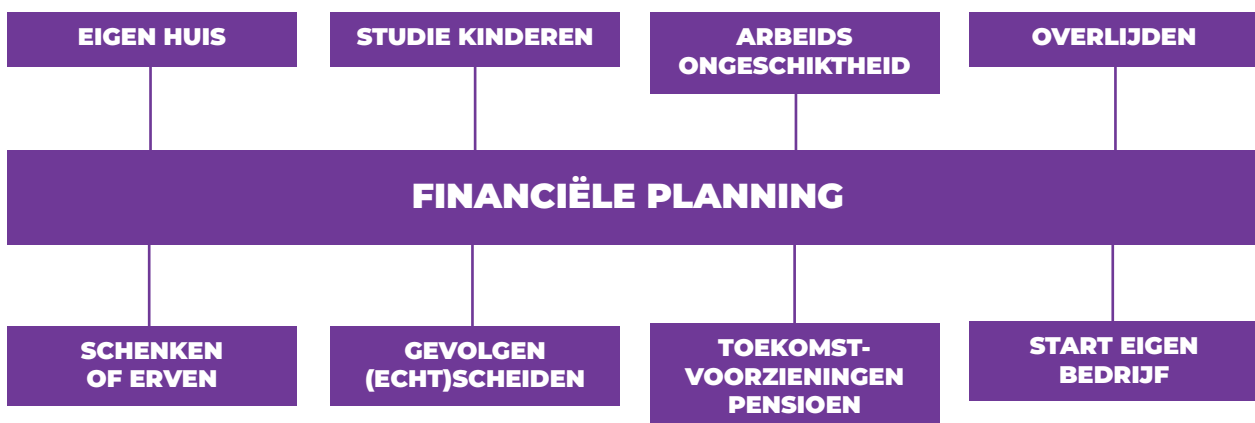 EIGEN HUIS
STUDIE KINDEREN
ARBEIDS
ONGESCHIKTHEID
OVERLIJDEN
FINANCIËLE PLANNING
SCHENKEN
OF ERVEN
GEVOLGEN
(ECHT)SCHEIDEN
TOEKOMST-
VOORZIENINGEN
PENSIOEN
START EIGEN
BEDRIJF